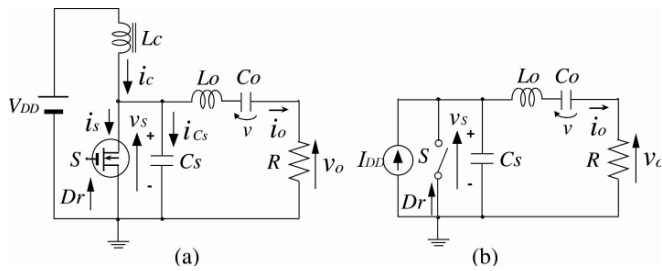 Lc
ic
Lo
Co
VDD
is
vs
+
iCs
v
io
S
Cs
R
vo
Dr
-
(a)
Lo
Co
vs
+
v
io
IDD
S
Cs
R
vo
Dr
-
(b)